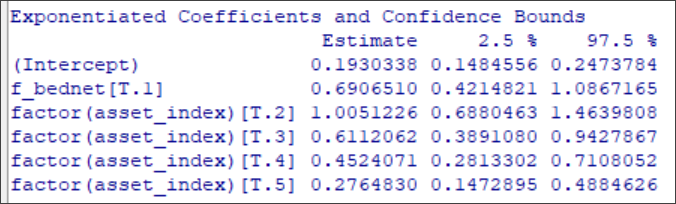 Exponentiated Coefficients and Confidence Bounds
Estimate 2.5 % 97.5 %
(Intercept) 0.1930338 0.1484556 0.2473784
f_bednet[T.1] 0.6906510 0.4214821 1.0867165
factor(asset_index)[T.2] 1.0051226 0.6880463 1.4639808
factor(asset_index)[T.3] 0.6112062 0.3891080 0.9427867
factor(asset_index)[T.4] 0.4524071 0.2813302 0.7108052
factor(asset_index)[T.5] 0.2764830 0.1472895 0.4884626